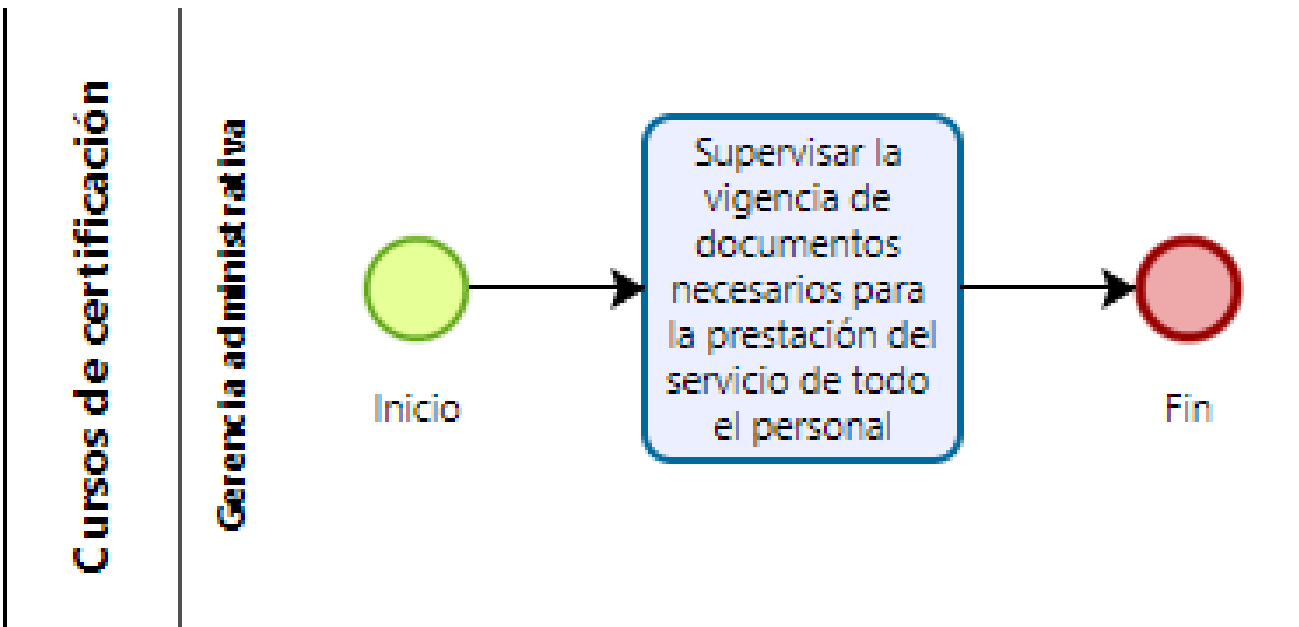 Cursos de certificación
Gerencia administrativa
Inicio
Supervisar la
vigencia de
documentos
necesarios para
la prestación del
servicio de todo
el personal
Fin